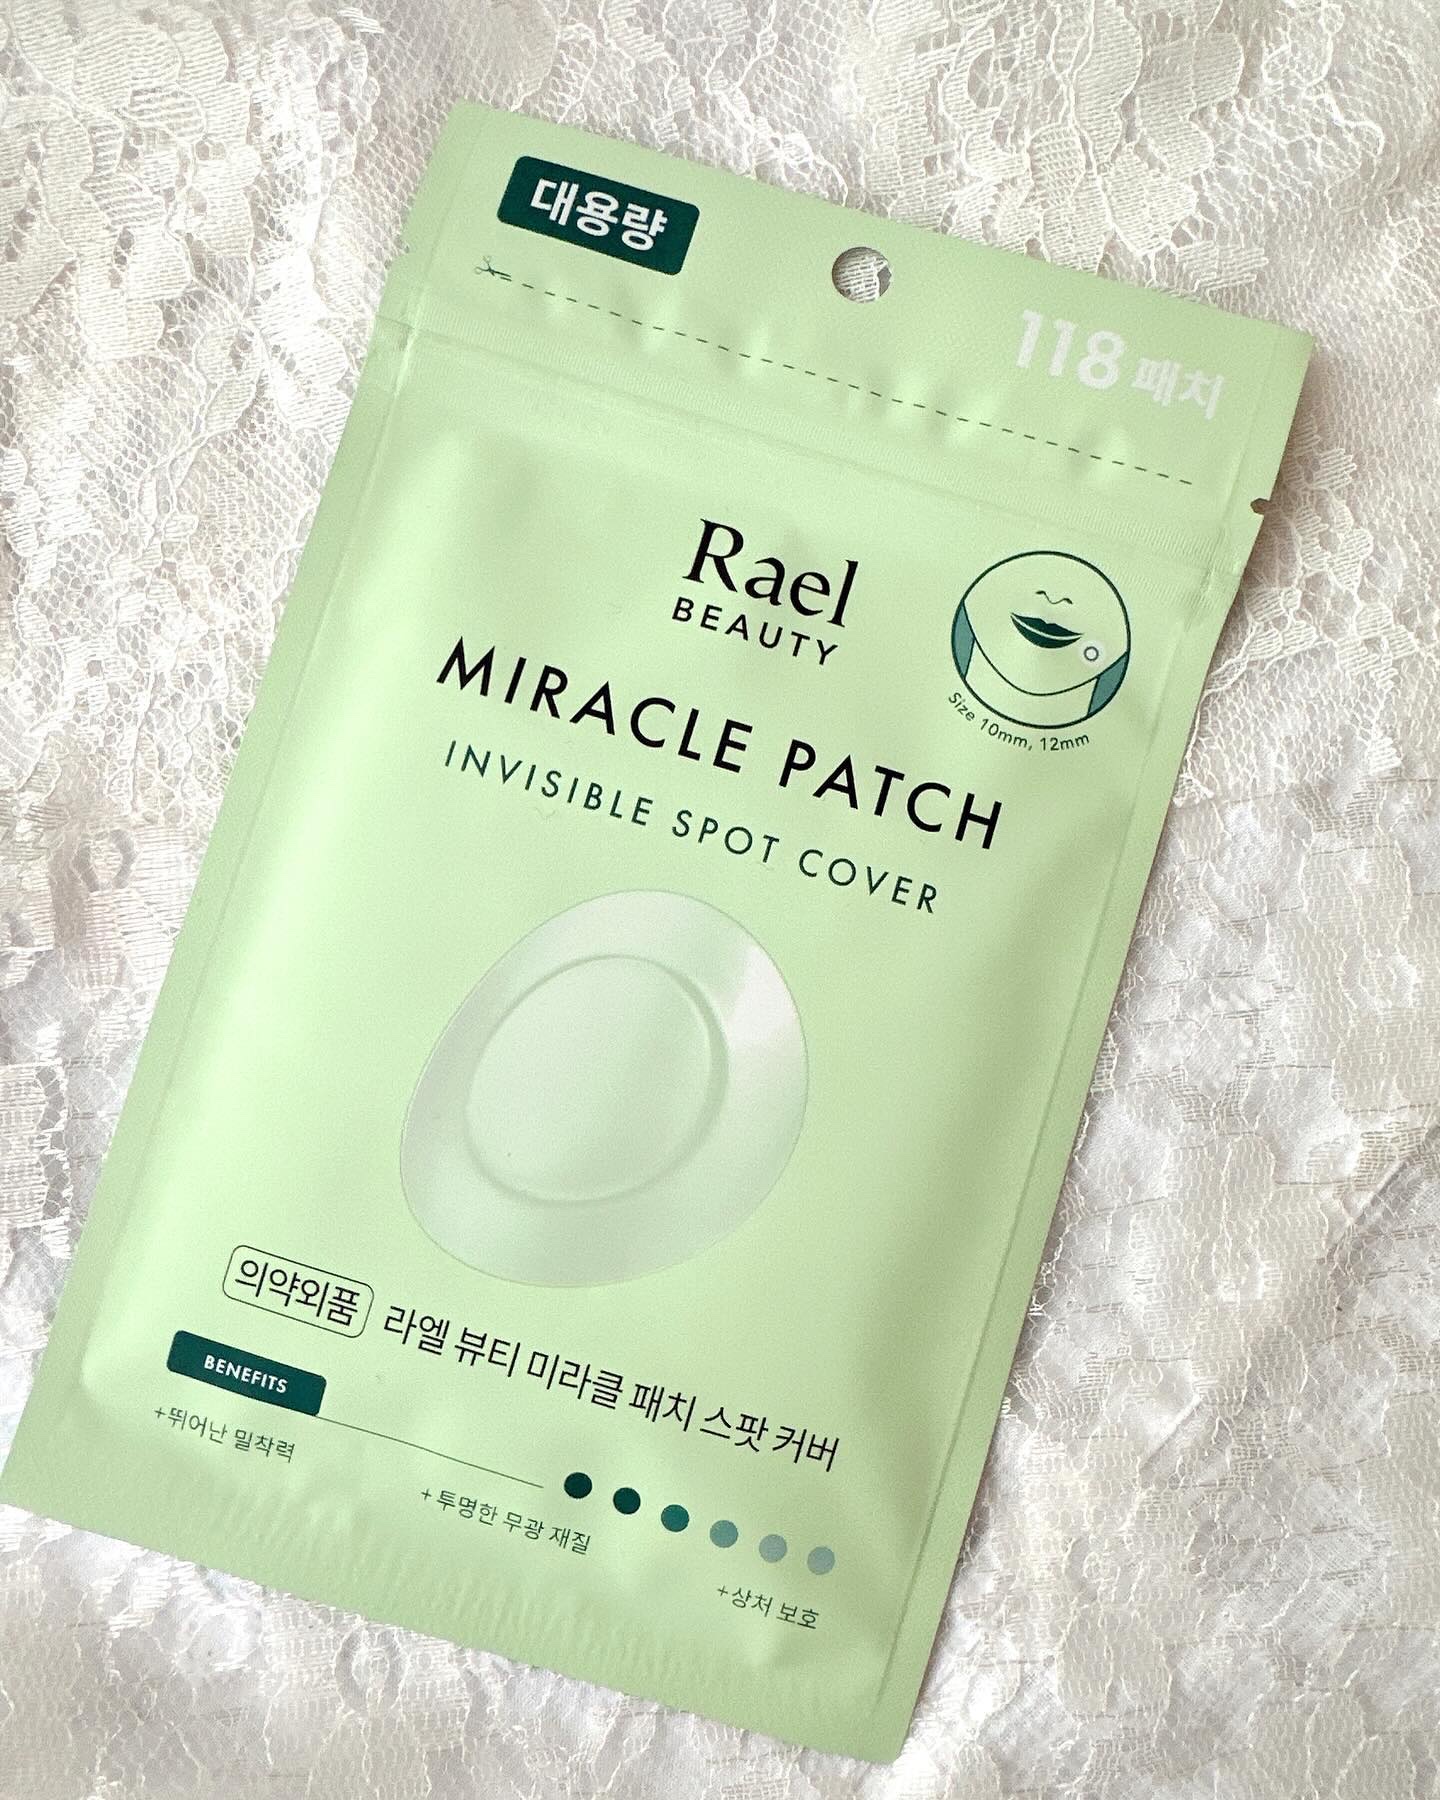 대용량
118 패치
Rael
BEAUTY
MIRACLE PATCH
INVISIBLE SPOT COVER
Size 10mm, 12mm
의약외품 라엘 뷰티 미라클 패치 스팟 커버
BENEFITS
+뛰어난 밀착력
+투명한 무광 재질
+상처 보호